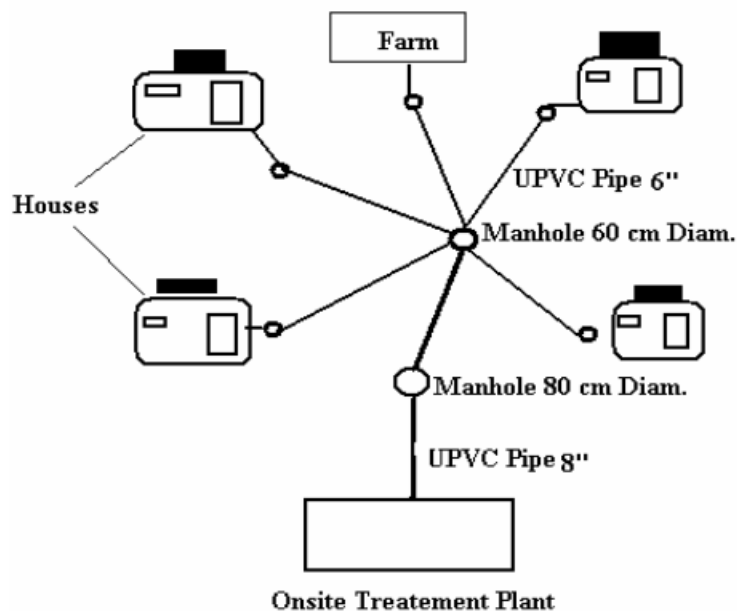 Farm
UPVC Pipe 6"
Houses
Manhole 60 cm Diam.
Manhole 80 cm Diam.
UPVC Pipe 8"
Onsite Treatement Plant